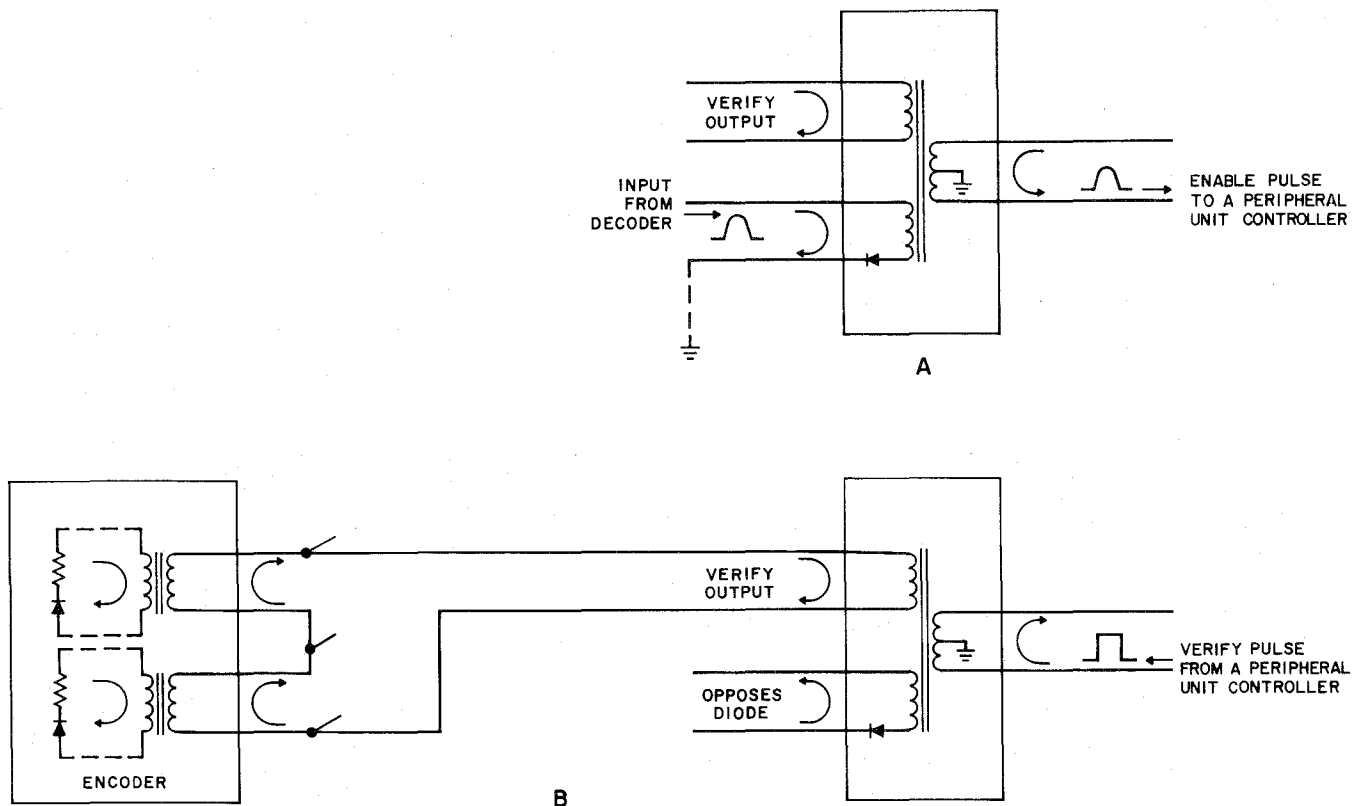 VERIFY
OUTPUT
INPUT
FROM
DECODER
ENABLE PULSE
TO A PERIPHERAL
UNIT CONTROLLER
A
VERIFY
OUTPUT
OPPOSES
DIODE
VERIFY PULSE
FROM A PERIPHERAL
UNIT CONTROLLER
ENCODER
B